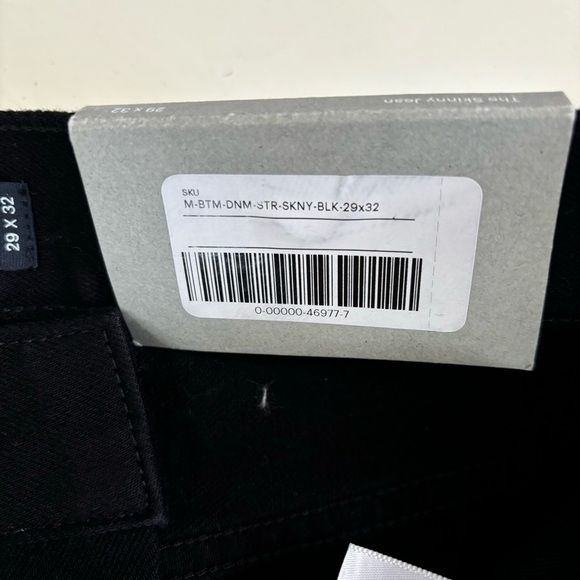 The Skinny Jean
29 x 32
29 X 32
SKU
M-BTM-DNM-STR-SKNY-BLK-29x32
0-00000-46977-7